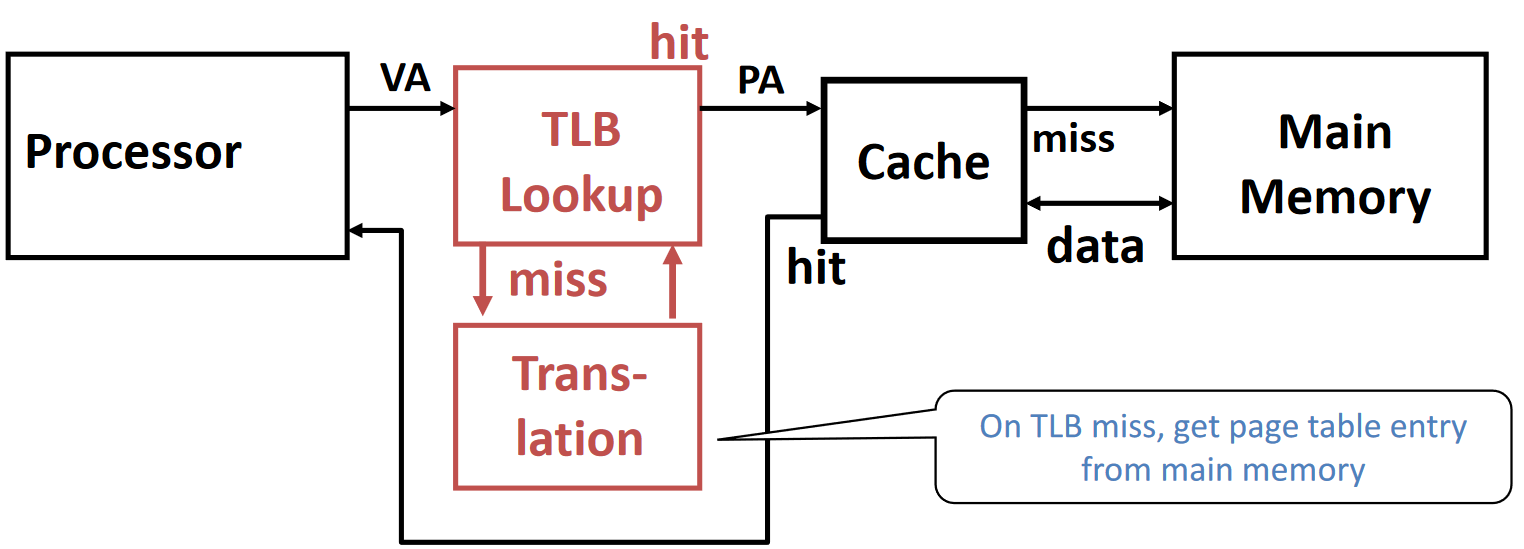 hit
VA
PA
Processor
TLB
Lookup
Cache
miss
Main
Memory
data
hit
miss
Trans-
lation
On TLB miss, get page table entry
from main memory